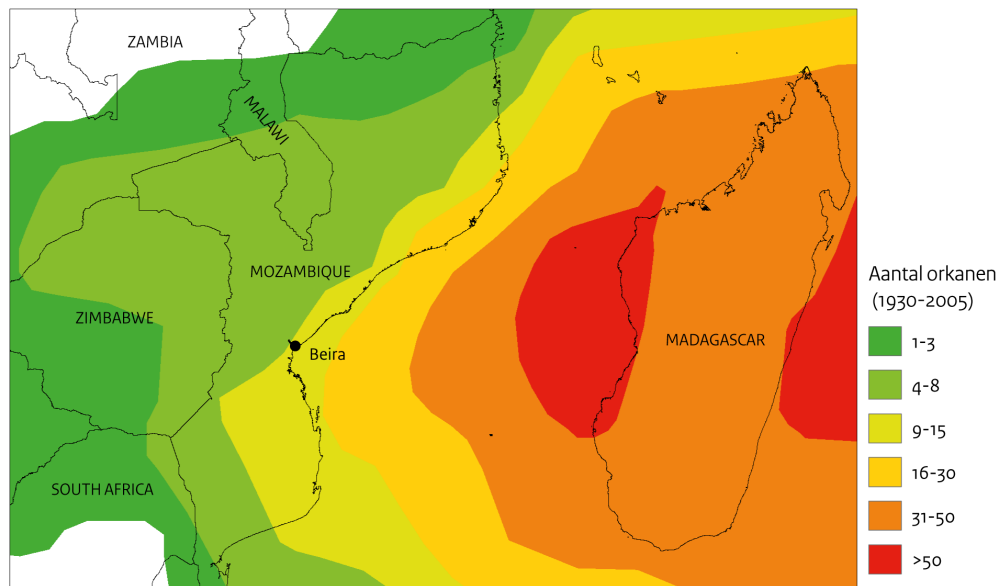 ZAMBIA
MALAWI
MOZAMBIQUE
ZIMBABWE
Beira
MADAGASCAR
SOUTH AFRICA
Aantal orkanen
(1930-2005)
1-3
4-8
9-15
16-30
31-50
>50